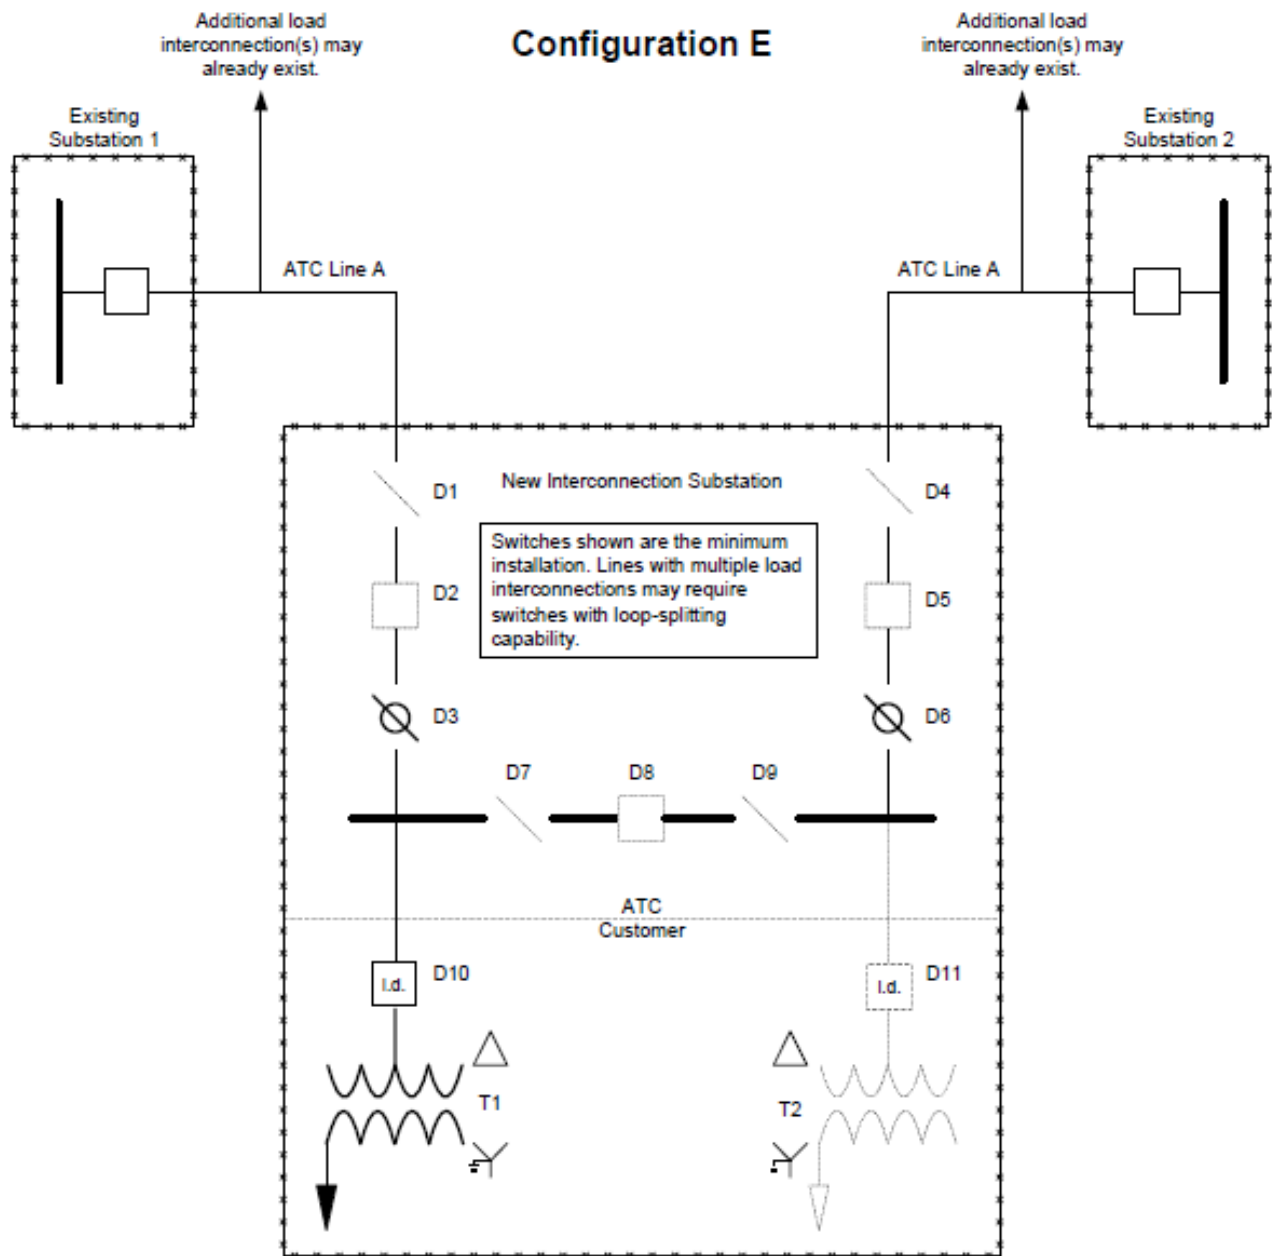 Configuration E
Additional load
interconnection(s) may
already exist.
Additional load
interconnection(s) may
already exist.
Existing
Substation 1
Existing
Substation 2
ATC Line A
ATC Line A
New Interconnection Substation
D1
D4
Switches shown are the minimum
installation. Lines with multiple load
interconnections may require
switches with loop-splitting
capability.
D2
D5
D3
D6
D7
D8
D9
ATC
Customer
I.d.
D10
I.d.
D11
T1
T2